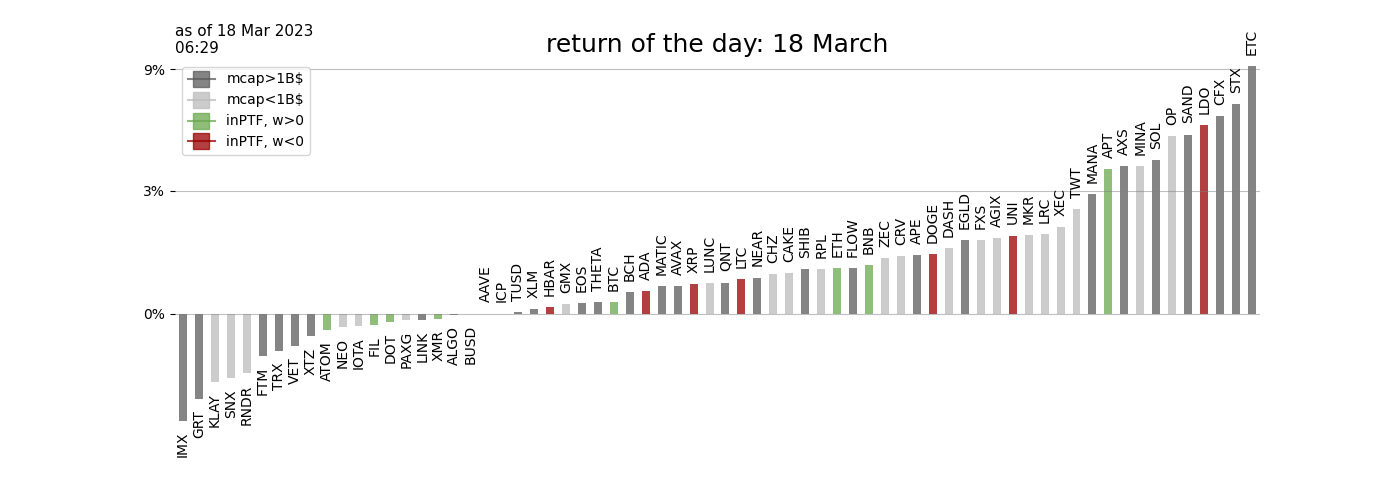 as of 18 Mar 2023
06:29
return of the day: 18 March
mcap>1B$
mcap<1B$
inPTF, w>0
inPTF, w<0
9%
3%
0%
IMX
GRT
KLAY
SNX
RNDR
FTM
TRX
VET
XTZ
ATOM
NEO
IOTA
FIL
DOT
PAXG
LINK
XMR
ALGO
BUSD
AAVE
ICP
TUSD
XLM
HBAR
GMX
EOS
THETA
BTC
BCH
ADA
MATIC
AVAX
XRP
LUNC
QNT
LTC
NEAR
CHZ
CAKE
SHIB
RPL
ETH
FLOW
BNB
ZEC
CRV
APE
DOGE
DASH
EGLD
FXS
AGIX
UNI
MKR
LRC
XEC
TWT
MANA
APT
AXS
MINA
SOL
OP
SAND
LDO
CFX
STX
ETC